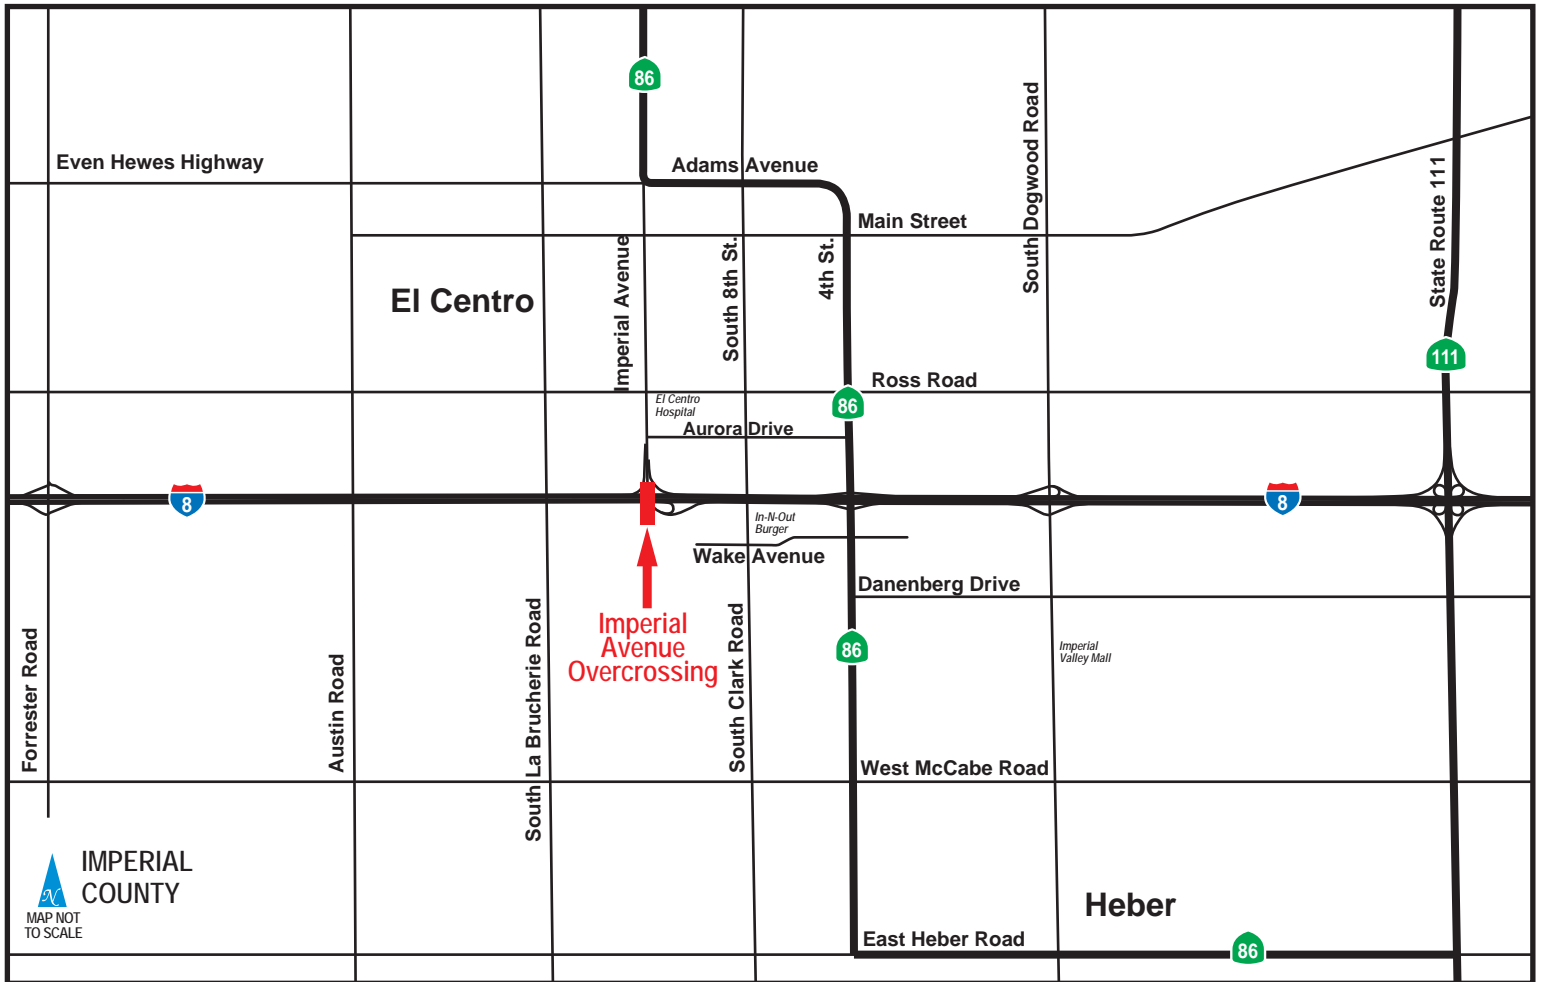 86
Even Hewes Highway
Adams Avenue
South Dogwood Road
State Route 111
Main Street
Imperial Avenue
South 8th St.
4th St.
El Centro
111
Ross Road
86
El Centro
Hospital
Aurora Drive
8
8
In-N-Out
Burger
Wake Avenue
Danenberg Drive
Imperial
Avenue
Overcrossing
86
Imperial
Valley Mall
Forrester Road
Austin Road
South La Brucherie Road
South Clark Road
West McCabe Road
N
IMPERIAL
COUNTY
MAP NOT
TO SCALE
Heber
East Heber Road
86